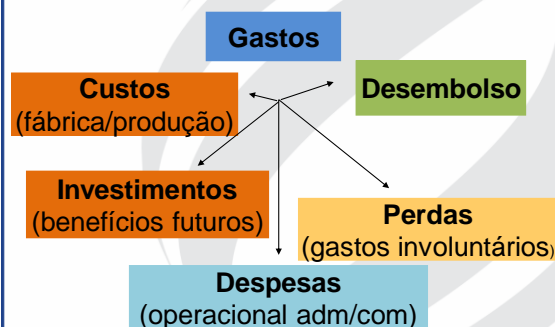 Gastos
Custos
(fábrica/produção)
Desembolso
Investimentos
(benefícios futuros)
Perdas
(gastos involuntários)
Despesas
(operacional adm/com)